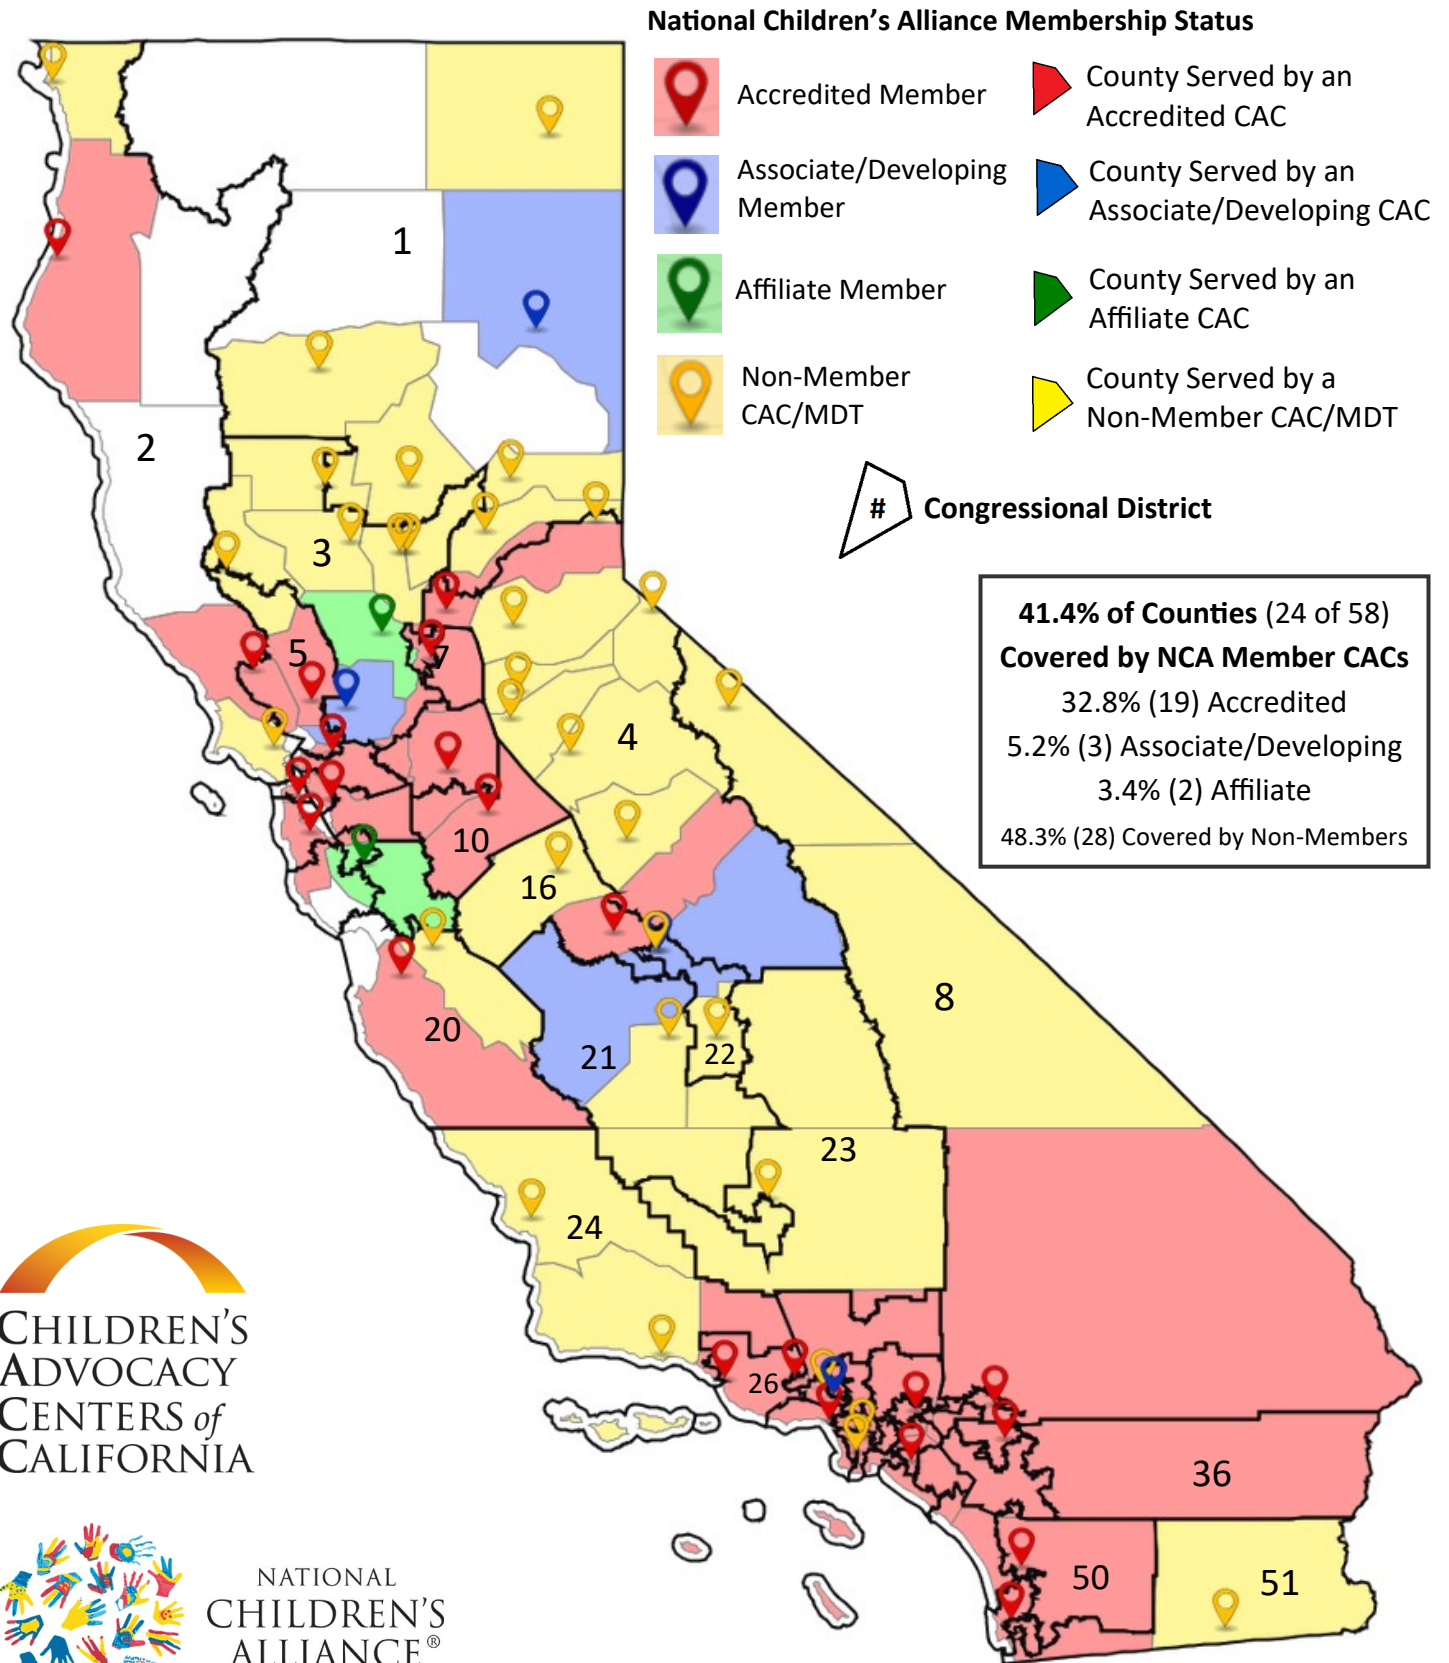 National Children's Alliance Membership Status
Accredited Member
County Served by an
Accredited CAC
Associate/Developing
Member
County Served by an
Associate/Developing CAC
Affiliate Member
County Served by an
Affiliate CAC
Non-Member
CAC/MDT
County Served by a
Non-Member CAC/MDT
# Congressional District
41.4% of Counties (24 of 58)
Covered by NCA Member CACs
32.8% (19) Accredited
5.2% (3) Associate/Developing
3.4% (2) Affiliate
48.3% (28) Covered by Non-Members
1
2
3
5
7
4
10
16
8
20
21
22
23
24
26
36
50
51
CHILDREN'S
ADVOCACY
CENTERS of
CALIFORNIA
NATIONAL
CHILDREN'S
ALLIANCE®